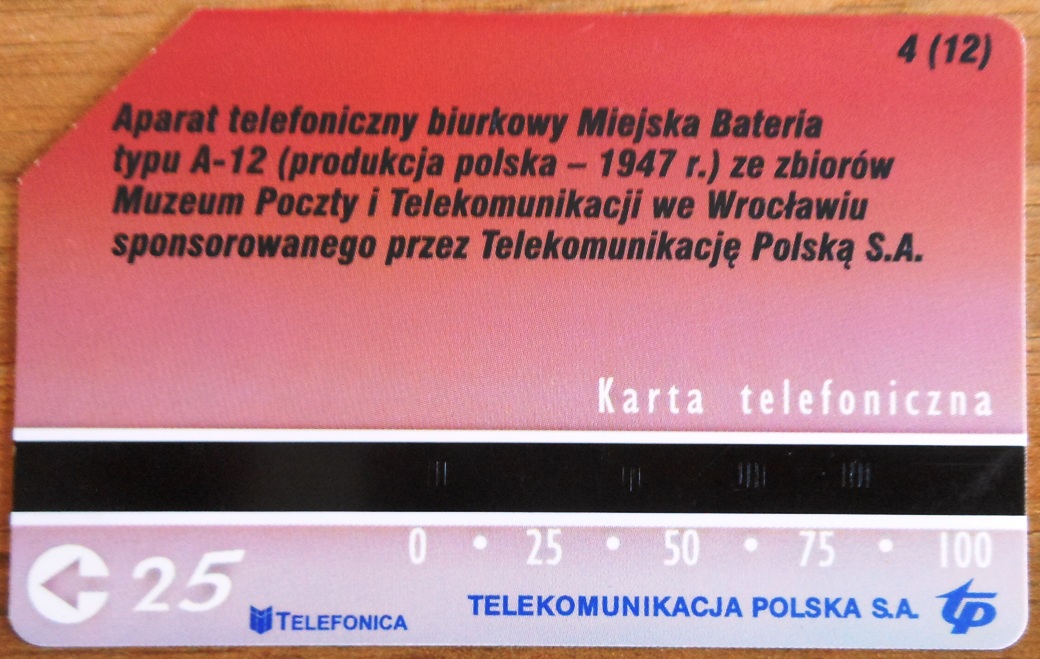 4 (12)
Aparat telefoniczny biurkowy Miejska Bateria
typu A-12 (produkcja polska – 1947 r.) ze zbiorów
Muzeum Poczty i Telekomunikacji we Wrocławiu
sponsorowanego przez Telekomunikację Polską S.A.
Karta telefoniczna
0 • 25 • 50 • 75 • 100
25
TELEFONICA
TELEKOMUNIKACJA POLSKA S.A. tp